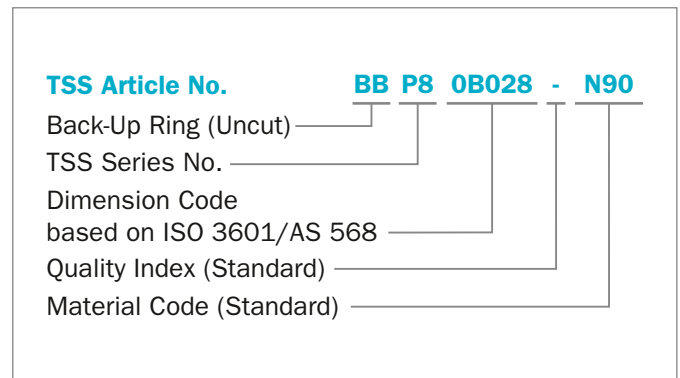 TSS Article No. BB P8 0B028 - N90
Back-Up Ring (Uncut)
TSS Series No.
Dimension Code
based on ISO 3601/AS 568
Quality Index (Standard)
Material Code (Standard)